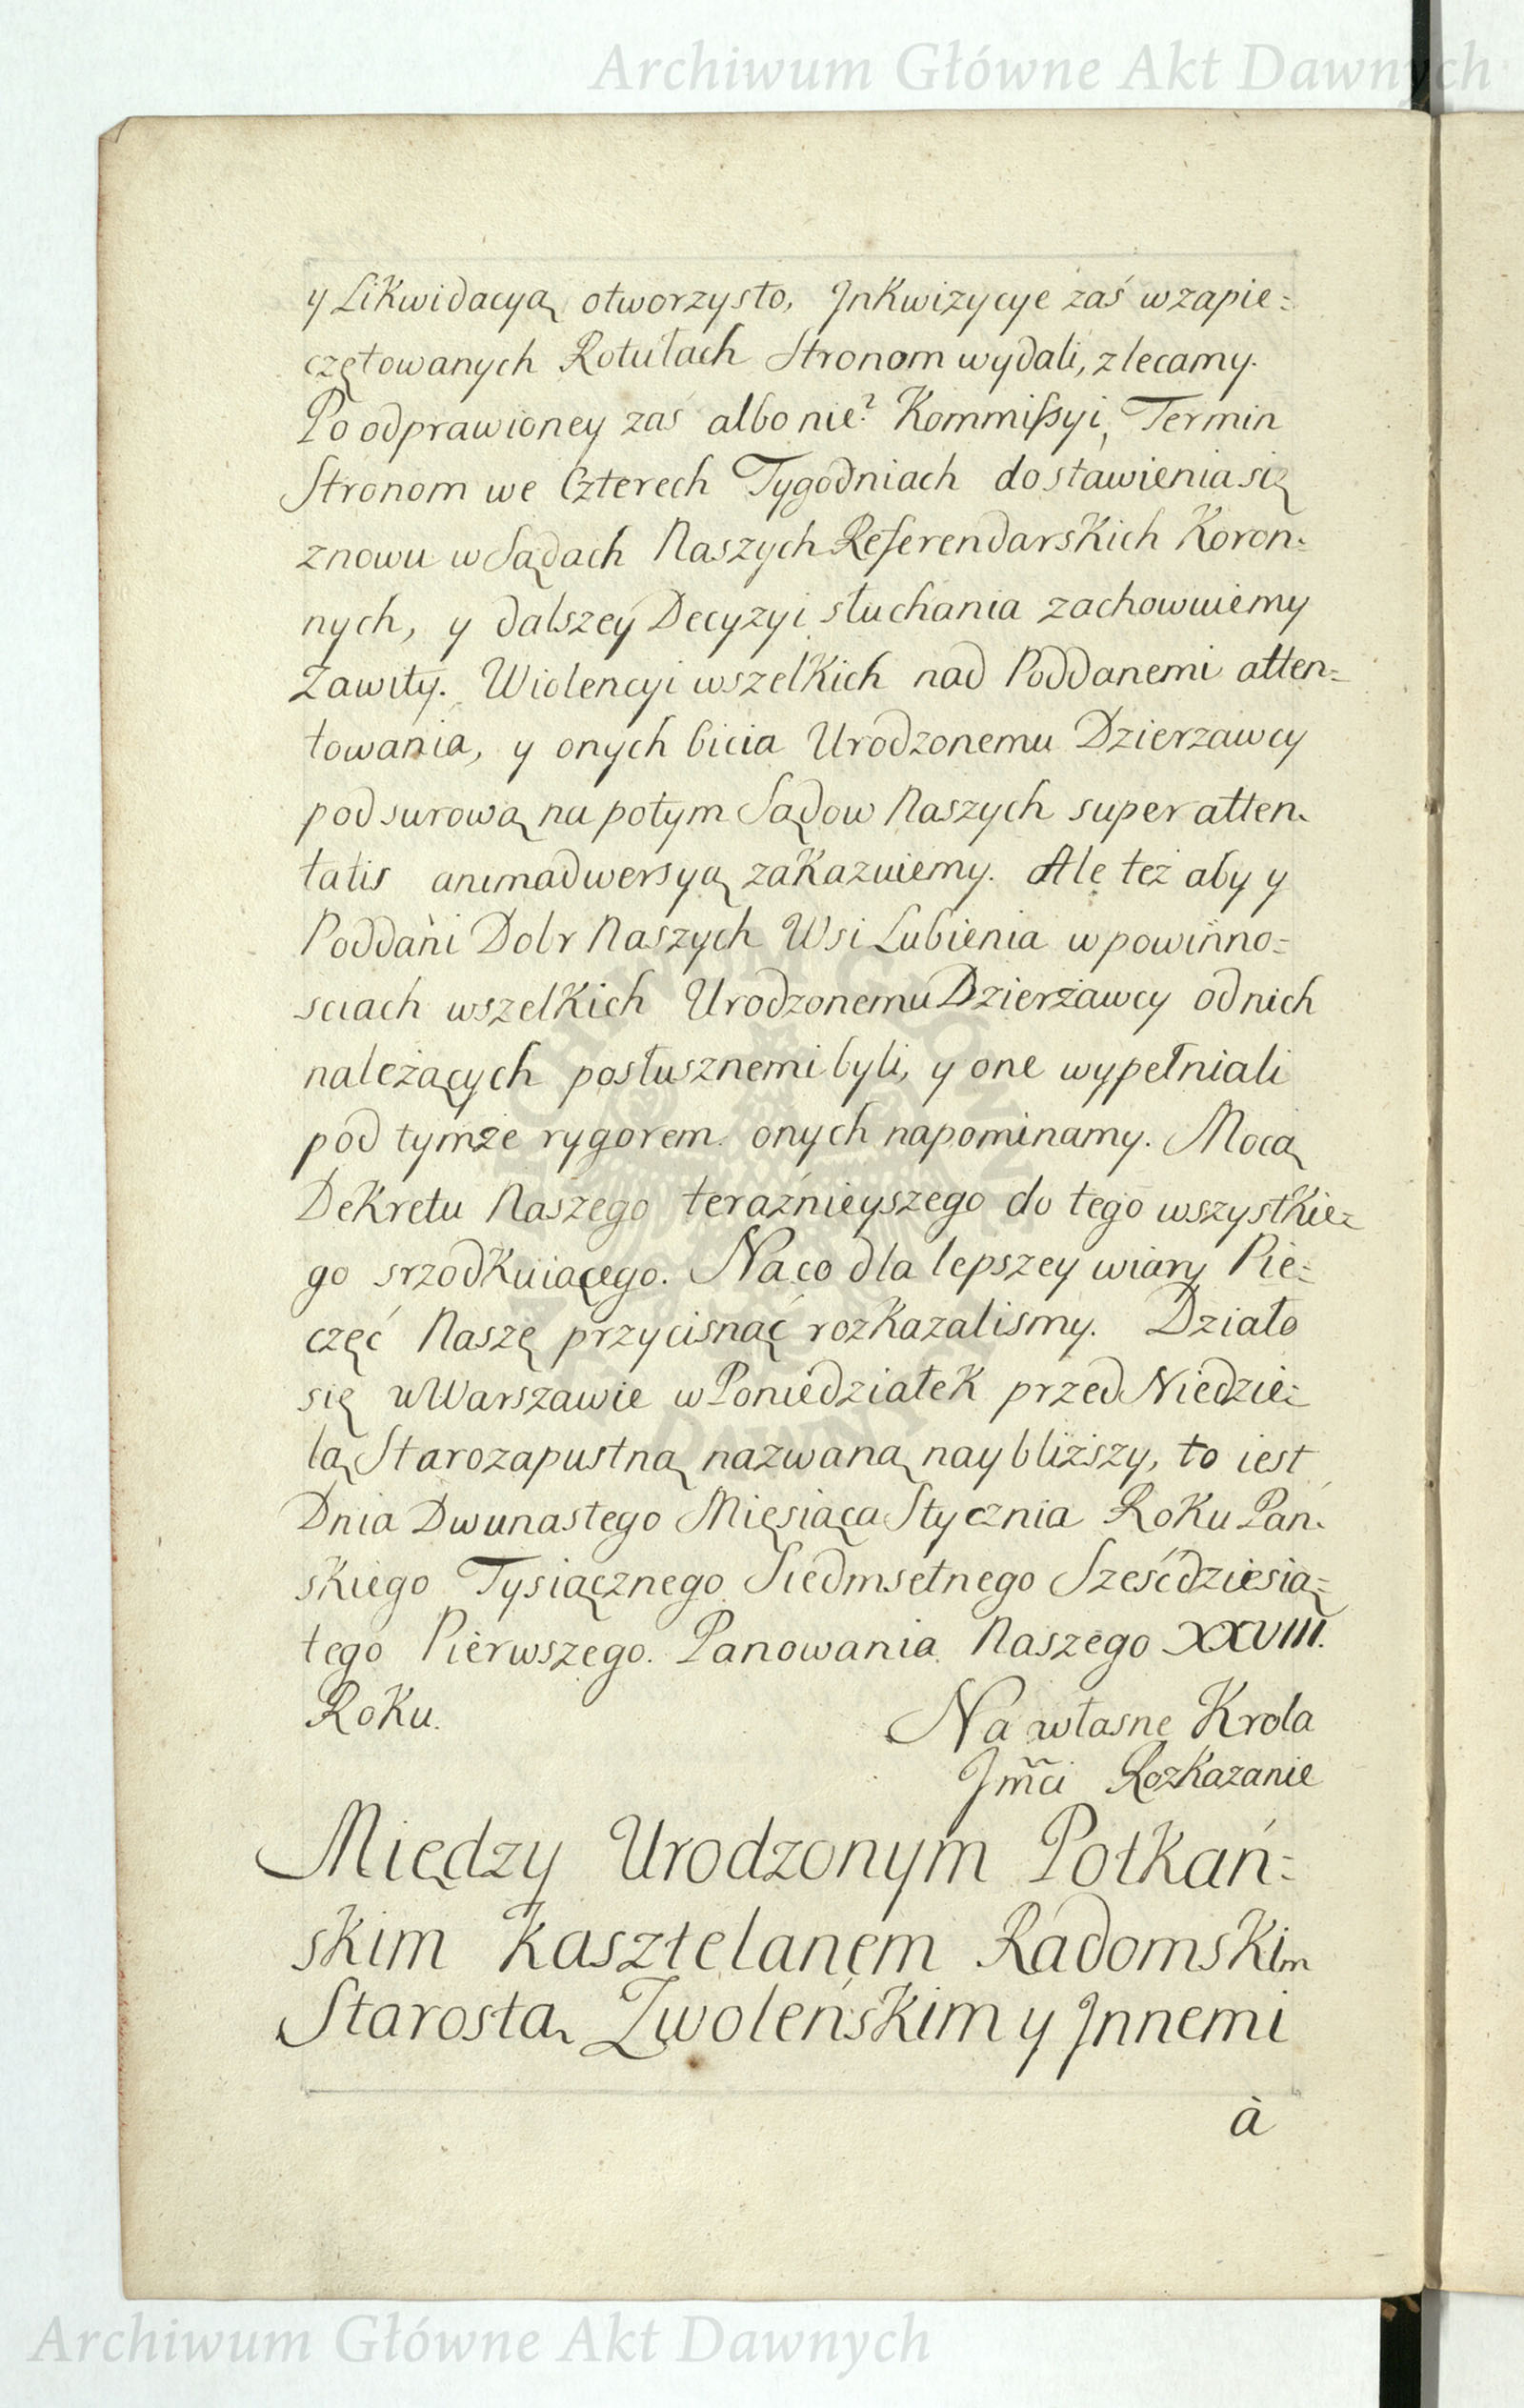 Archiwum Główne Akt Dawnych
y Likwidacyą otworzysto, Jnkwizycye zaś w zapie=
czętowanych Rotułach Stronom wydali, zlecamy.
Po odprawioney zaś albo nie? Kommissyi, Termin
Stronom we Czterech Tygodniach do stawienia się
znowu w Sądach Naszych Referendarskich Koron=
nych, y dalszey Decyzyi słuchania zachowuiemy
Zawity. Wiolencyi wszelkich nad Poddanemi atten=
towania, y onych bicia Urodzonemu Dzierzawcy
pod surową na potym Sądow Naszych super atten=
tatis animadwersyą zakazuiemy. Ale też aby y
Poddani Dobr Naszych Wsi Lubienia w powinno=
sciach wszelkich Urodzonemu Dzierżawcy od nich
należących posłusznemi byli, y one wypełniali
pod tymże rygorem onych napominamy. Mocą
Dekretu Naszego teraźnieyszego do tego wszystkie=
go srzodkuiącego. Na co dla lepszey wiary Pie=
częć Naszę przycisnąć rozkazalismy. Działo
się w Warszawie w Poniedziałek przed Niedzie=
lą Starozapustną nazwaną naybliższy, to iest
Dnia Dwunastego Miesiąca Stycznia Roku Pań=
skiego Tysiącznego Siedmsetnego Sześćdziesią=
tego Pierwszego. Panowania Naszego XXVIII.
Roku.
Na własne Krola
Jmci Rozkazanie
Między Urodzonym Potkań=
skim Kasztelanem Radomskim
Starostą Zwoleńskim y Jnnemi
à
Archiwum Główne Akt Dawnych